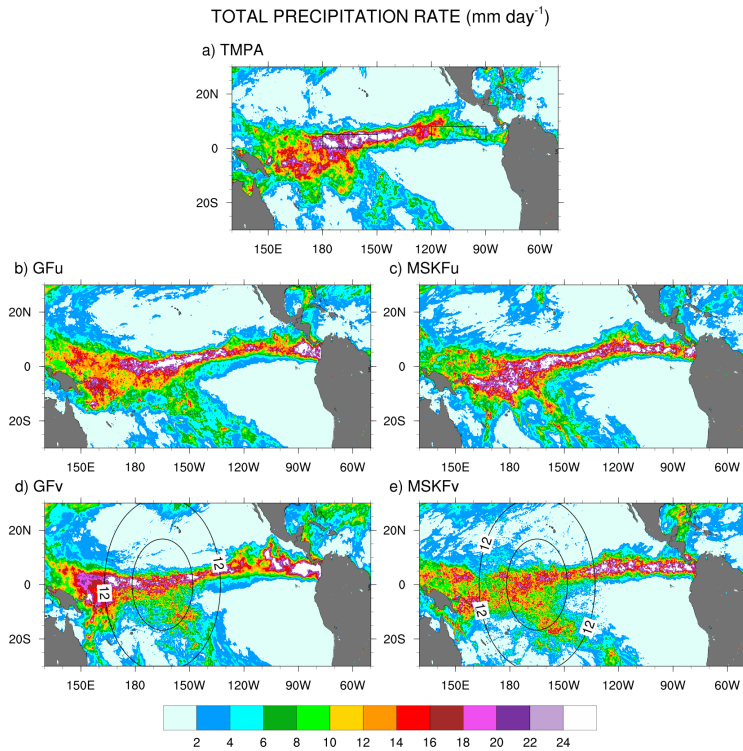 TOTAL PRECIPITATION RATE (mm day-1)
a) TMPA
20N
0
20S
150E 180 150W 120W 90W 60W
b) GFu c) MSKFu
20N 20N
0 0
20S 20S
150E 180 150W 120W 90W 60W 150E 180 150W 120W 90W 60W
d) GFv e) MSKFv
20N 20N
0 0
20S 20S
12 12 12 12 12
150E 180 150W 120W 90W 60W 150E 180 150W 120W 90W 60W
2 4 6 8 10 12 14 16 18 20 22 24